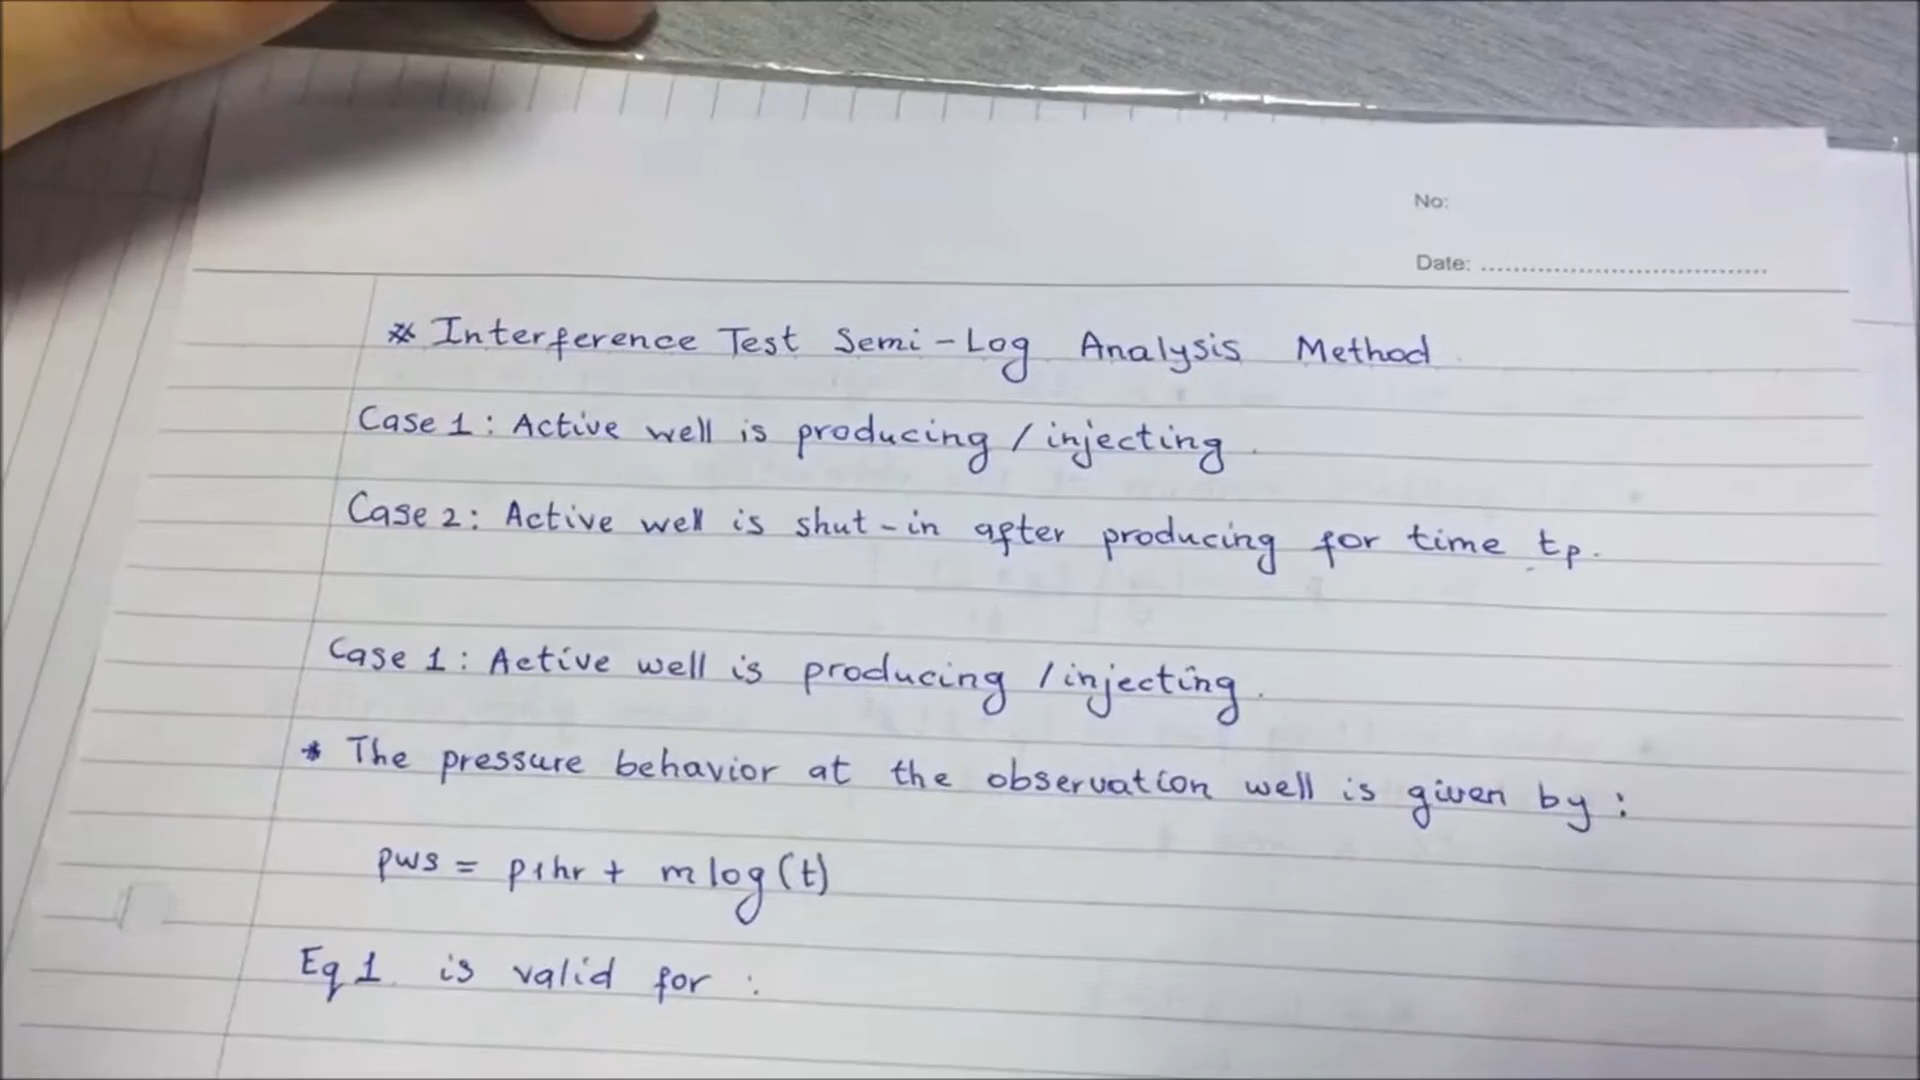 No:
Date: ..........................................
* Interference Test Semi-Log Analysis Method
Case 1: Active well is producing / injecting.
Case 2: Active well is shut-in after producing for time tp.
Case 1: Active well is producing / injecting.
* The pressure behavior at the observation well is given by:
pws = p1hr + m log(t)
Eq 1 is valid for :